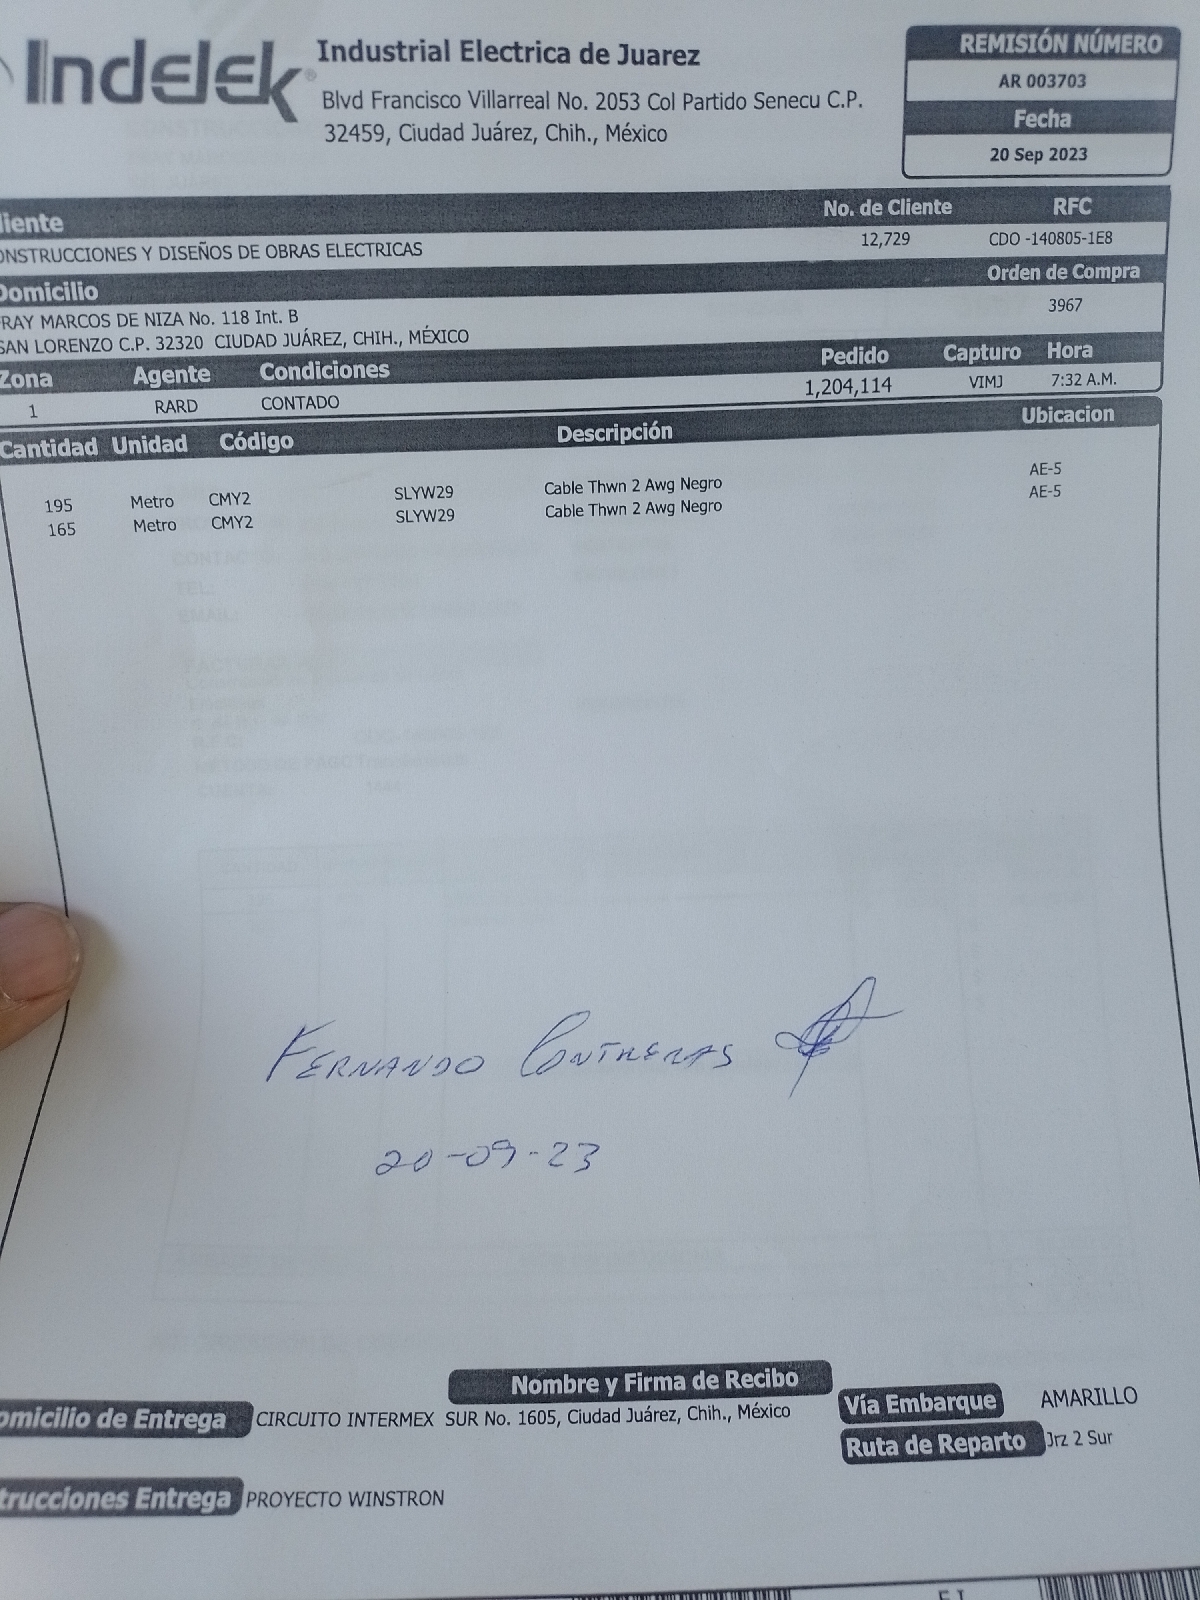 Indelek®
Industrial Electrica de Juarez
Blvd Francisco Villarreal No. 2053 Col Partido Senecu C.P.
32459, Ciudad Juárez, Chih., México
REMISIÓN NÚMERO
AR 003703
Fecha
20 Sep 2023
liente No. de Cliente RFC
ONSTRUCCIONES Y DISEÑOS DE OBRAS ELECTRICAS 12,729 CDO -140805-1E8
Domicilio Orden de Compra
RAY MARCOS DE NIZA No. 118 Int. B 3967
SAN LORENZO C.P. 32320 CIUDAD JUÁREZ, CHIH., MÉXICO
Zona Agente Condiciones Pedido Capturo Hora
1 RARD CONTADO 1,204,114 VIMJ 7:32 A.M.
Cantidad Unidad Código Descripción Ubicacion
195 Metro CMY2 SLYW29 Cable Thwn 2 Awg Negro AE-5
165 Metro CMY2 SLYW29 Cable Thwn 2 Awg Negro AE-5
FERNANDO CONTRERAS
20-09-23
Nombre y Firma de Recibo
omicilio de Entrega CIRCUITO INTERMEX SUR No. 1605, Ciudad Juárez, Chih., México
Vía Embarque AMARILLO
Ruta de Reparto Jrz 2 Sur
trucciones Entrega PROYECTO WINSTRON